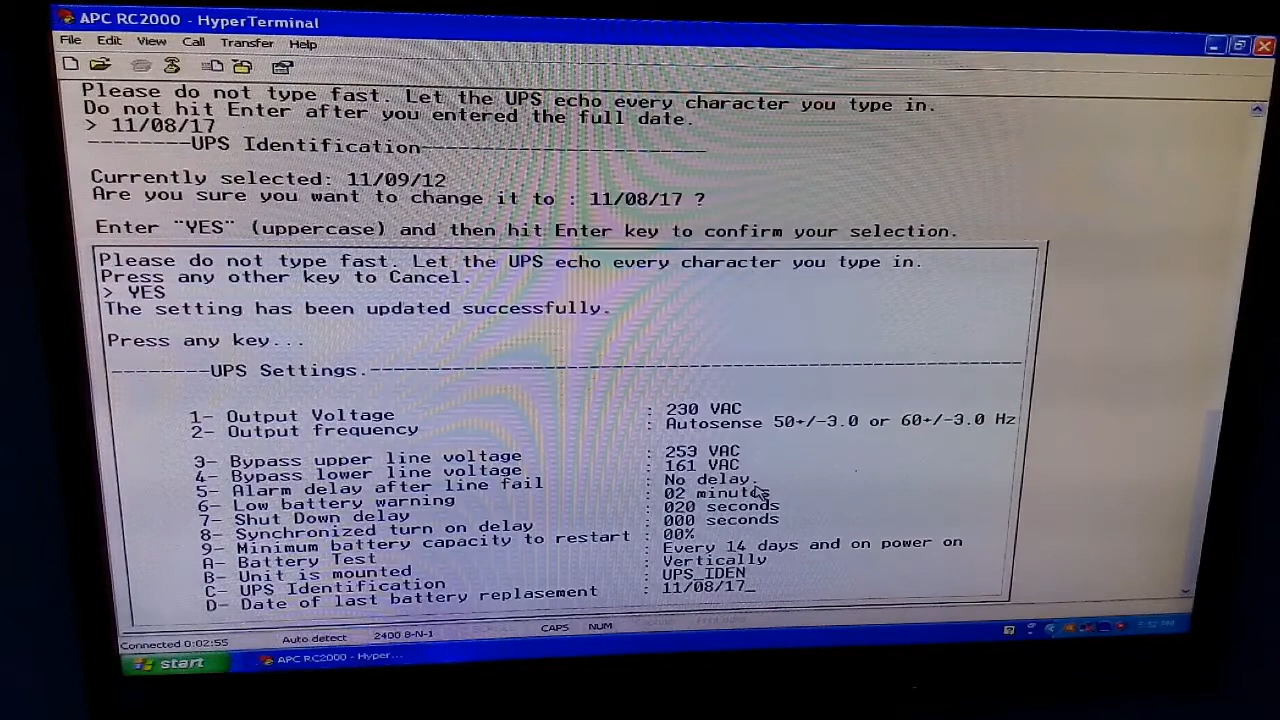 APC RC2000 - HyperTerminal
File Edit View Call Transfer Help
Please do not type fast. Let the UPS echo every character you type in.
Do not hit Enter after you entered the full date.
> 11/08/17
--------UPS Identification----------------------
Currently selected: 11/09/12
Are you sure you want to change it to : 11/08/17 ?
Enter "YES" (uppercase) and then hit Enter key to confirm your selection.
Please do not type fast. Let the UPS echo every character you type in.
Press any other key to Cancel.
> YES
The setting has been updated successfully.
Press any key...
--------UPS Settings.------------------------------------------------------
1- Output Voltage : 230 VAC
2- Output frequency : Autosense 50+/-3.0 or 60+/-3.0 Hz
3- Bypass upper line voltage : 253 VAC
4- Bypass lower line voltage : 161 VAC
5- Alarm delay after line fail : No delay.
6- Low battery warning : 02 minutes
7- Shut Down delay : 020 seconds
8- Synchronized turn on delay : 000 seconds
9- Minimum battery capacity to restart : 00%
A- Battery Test : Every 14 days and on power on
B- Unit is mounted : Vertically
C- UPS Identification : UPS_IDEN
D- Date of last battery replasement : 11/08/17_
Connected 0:02:55 Auto detect 2400 8-N-1 CAPS NUM
start APC RC2000 - Hyper...